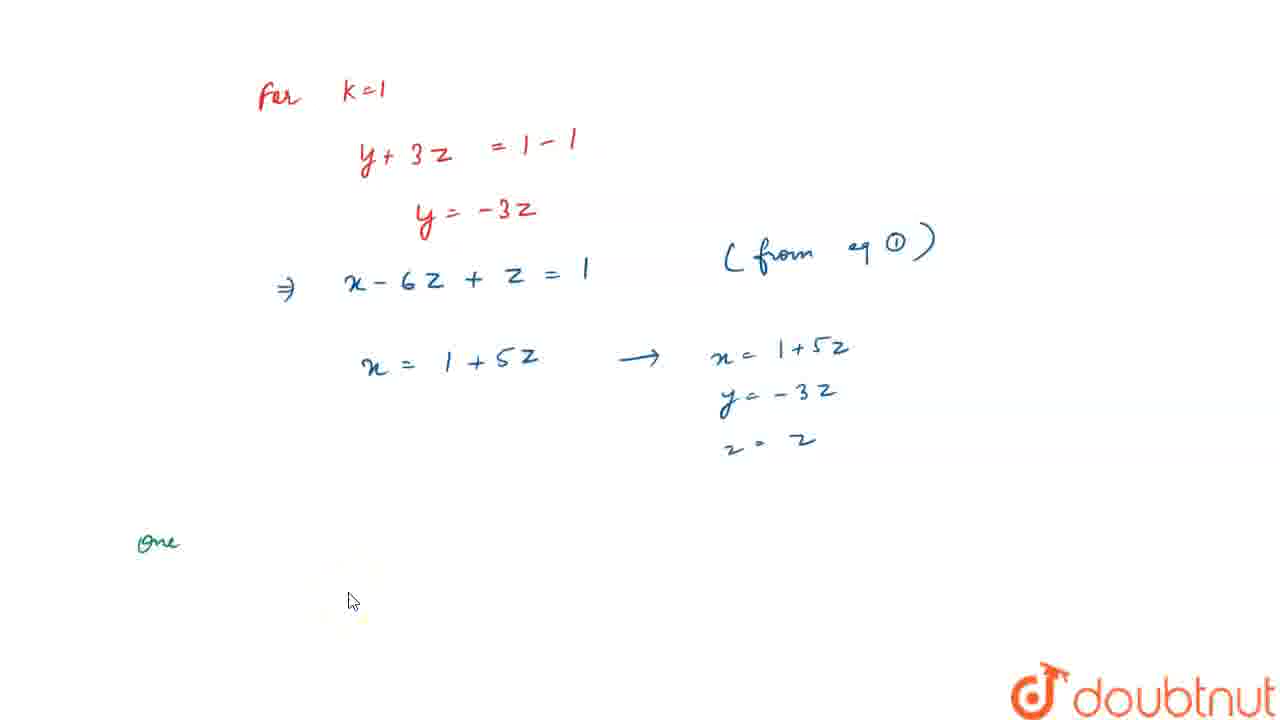 For k=1
y + 3z = 1 - 1
y = -3z
⇒ x - 6z + z = 1 (from eq ①)
x = 1 + 5z → x = 1 + 5z
y = -3z
z = z
One
doubtnut